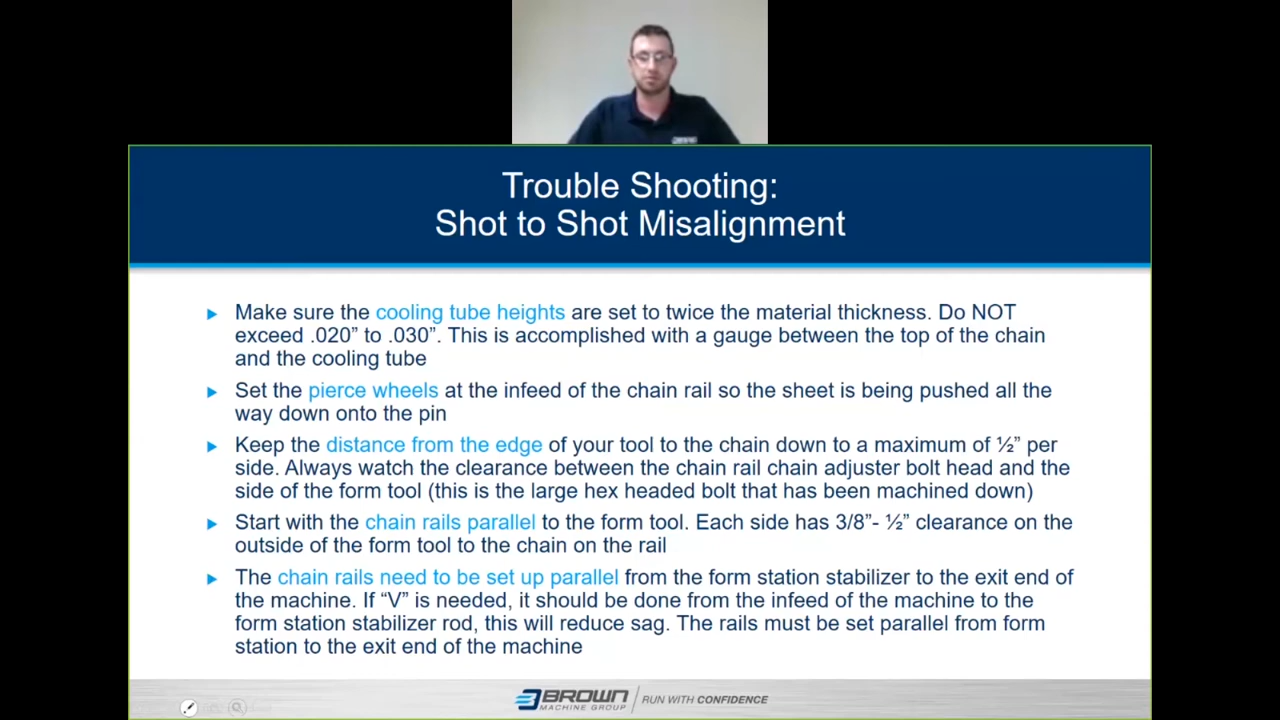 Trouble Shooting:
Shot to Shot Misalignment
Make sure the cooling tube heights are set to twice the material thickness. Do NOT
exceed .020” to .030”. This is accomplished with a gauge between the top of the chain
and the cooling tube
Set the pierce wheels at the infeed of the chain rail so the sheet is being pushed all the
way down onto the pin
Keep the distance from the edge of your tool to the chain down to a maximum of ½” per
side. Always watch the clearance between the chain rail chain adjuster bolt head and the
side of the form tool (this is the large hex headed bolt that has been machined down)
Start with the chain rails parallel to the form tool. Each side has 3/8”- ½” clearance on the
outside of the form tool to the chain on the rail
The chain rails need to be set up parallel from the form station stabilizer to the exit end of
the machine. If “V” is needed, it should be done from the infeed of the machine to the
form station stabilizer rod, this will reduce sag. The rails must be set parallel from form
station to the exit end of the machine
BROWN
MACHINE GROUP
RUN WITH CONFIDENCE